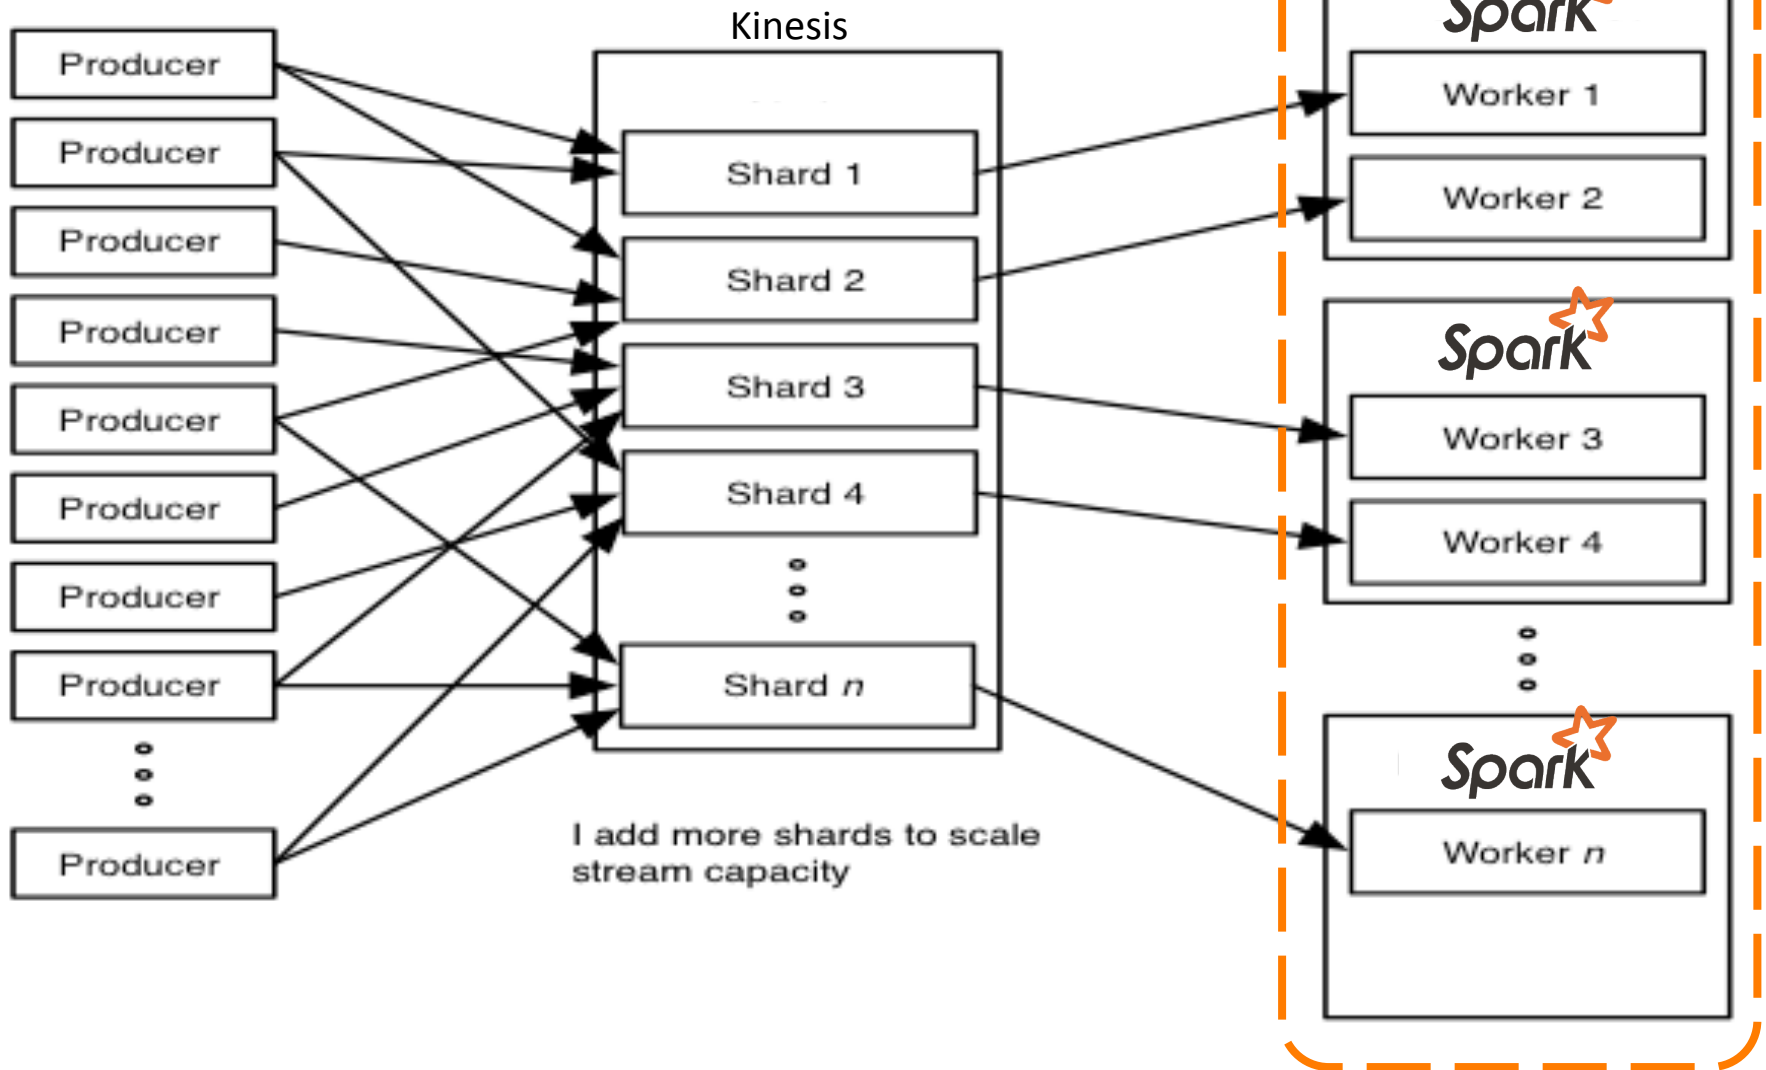 Kinesis
Producer
Producer
Producer
Producer
Producer
Producer
Producer
Producer
Producer
Shard 1
Shard 2
Shard 3
Shard 4
Shard n
I add more shards to scale
stream capacity
Spark
Worker 1
Worker 2
Spark
Worker 3
Worker 4
Spark
Worker n